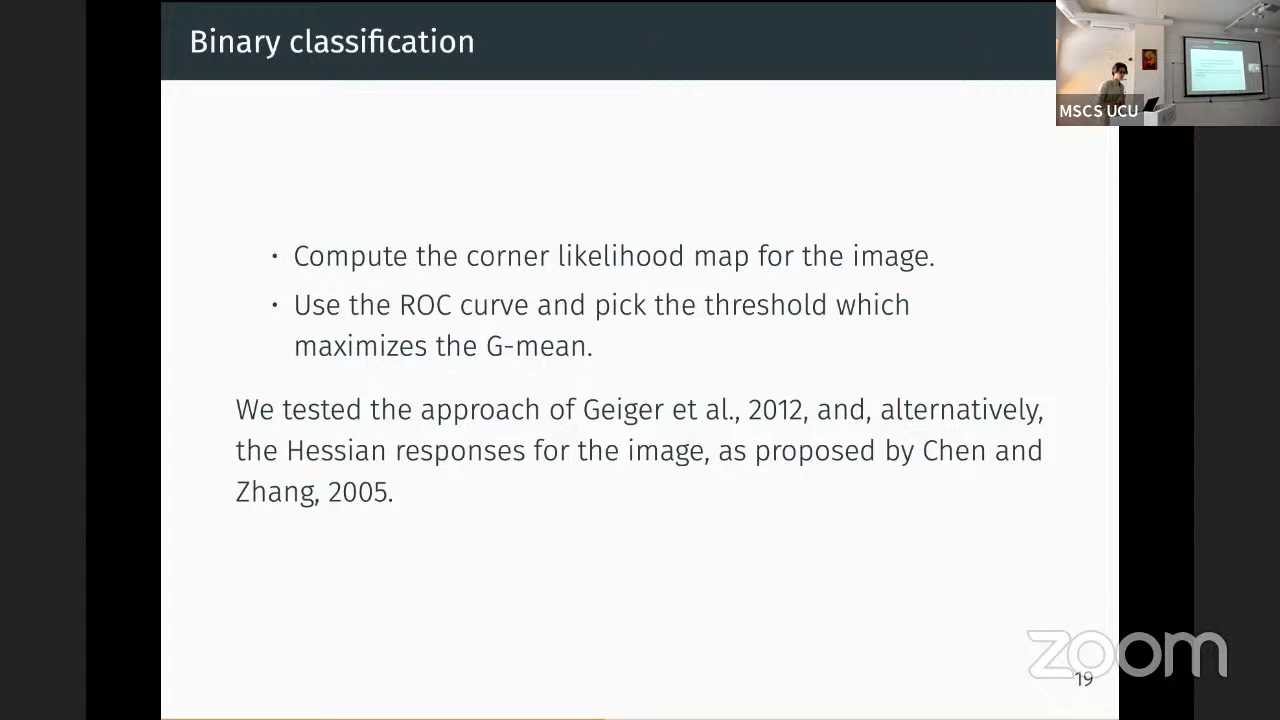 Binary classification
MSCS UCU
• Compute the corner likelihood map for the image.
• Use the ROC curve and pick the threshold which
maximizes the G-mean.
We tested the approach of Geiger et al., 2012, and, alternatively,
the Hessian responses for the image, as proposed by Chen and
Zhang, 2005.
zoom
19